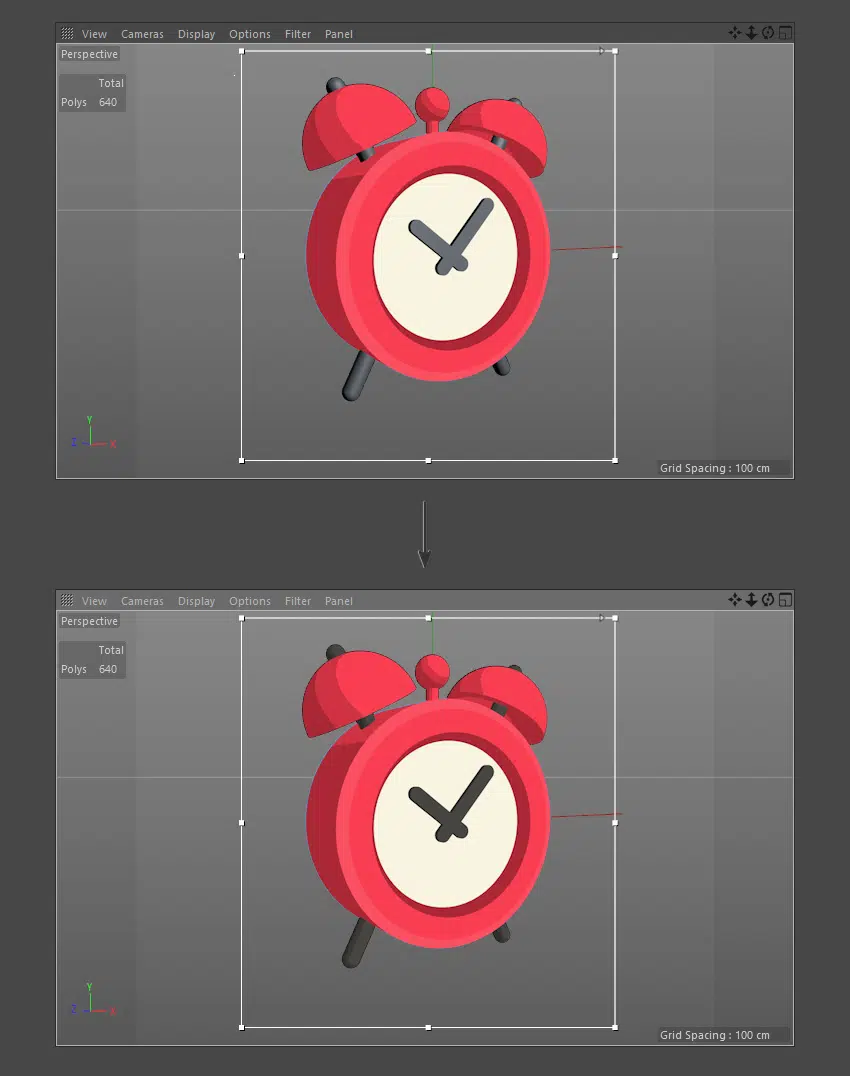 View Cameras Display Options Filter Panel
Perspective
Total
Polys 640
Y
Z X
Grid Spacing : 100 cm
View Cameras Display Options Filter Panel
Perspective
Total
Polys 640
Y
Z X
Grid Spacing : 100 cm